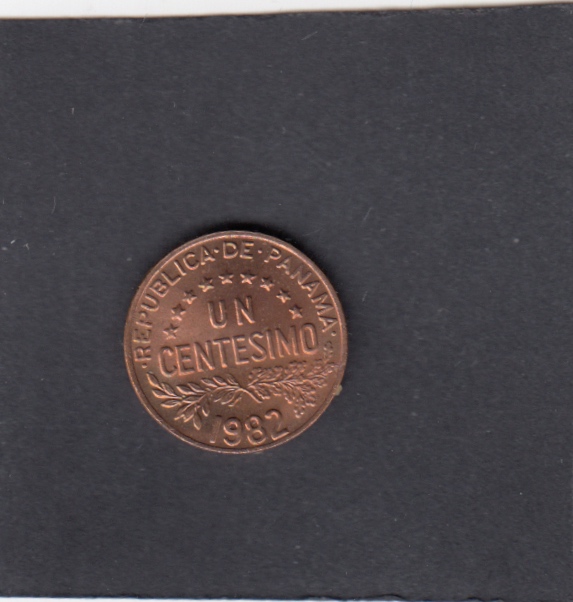 ·REPUBLICA·DE·PANAMA·
UN
CENTESIMO
1982